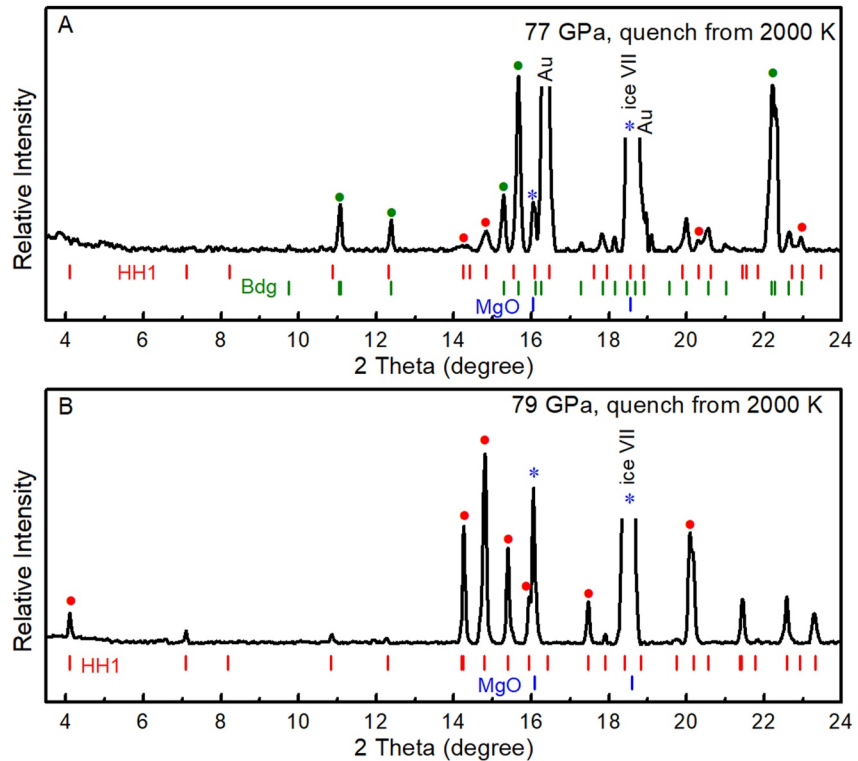 A
77 GPa, quench from 2000 K
Au
ice VII
Au
*
*
Relative Intensity
HH1
Bdg
MgO
4 6 8 10 12 14 16 18 20 22 24
2 Theta (degree)
B
79 GPa, quench from 2000 K
ice VII
*
*
Relative Intensity
HH1
MgO
4 6 8 10 12 14 16 18 20 22 24
2 Theta (degree)